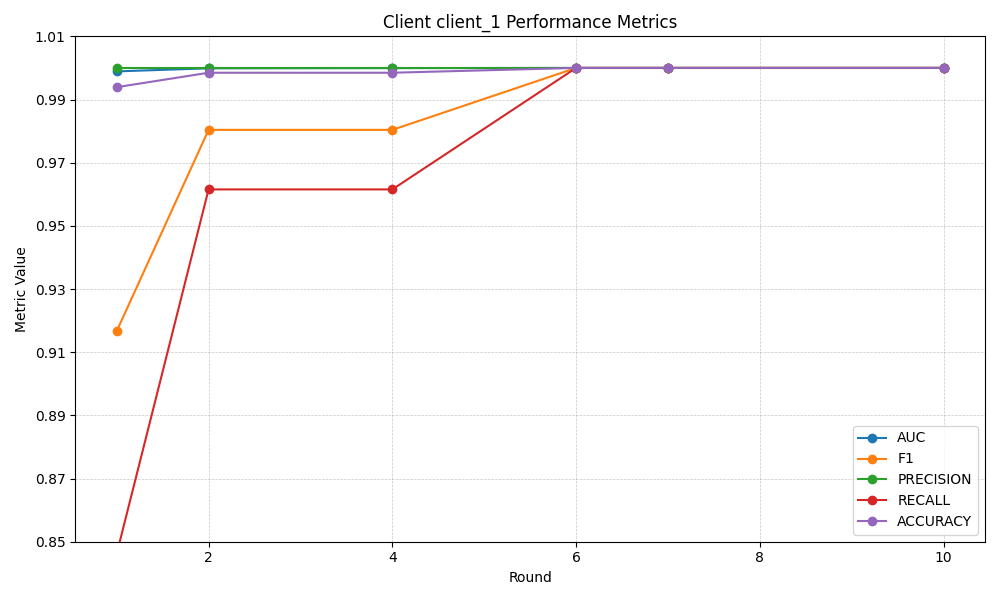 Client client_1 Performance Metrics
1.01
0.99
0.97
0.95
0.93
0.91
0.89
0.87
0.85
Metric Value
2
4
6
8
10
Round
AUC
F1
PRECISION
RECALL
ACCURACY